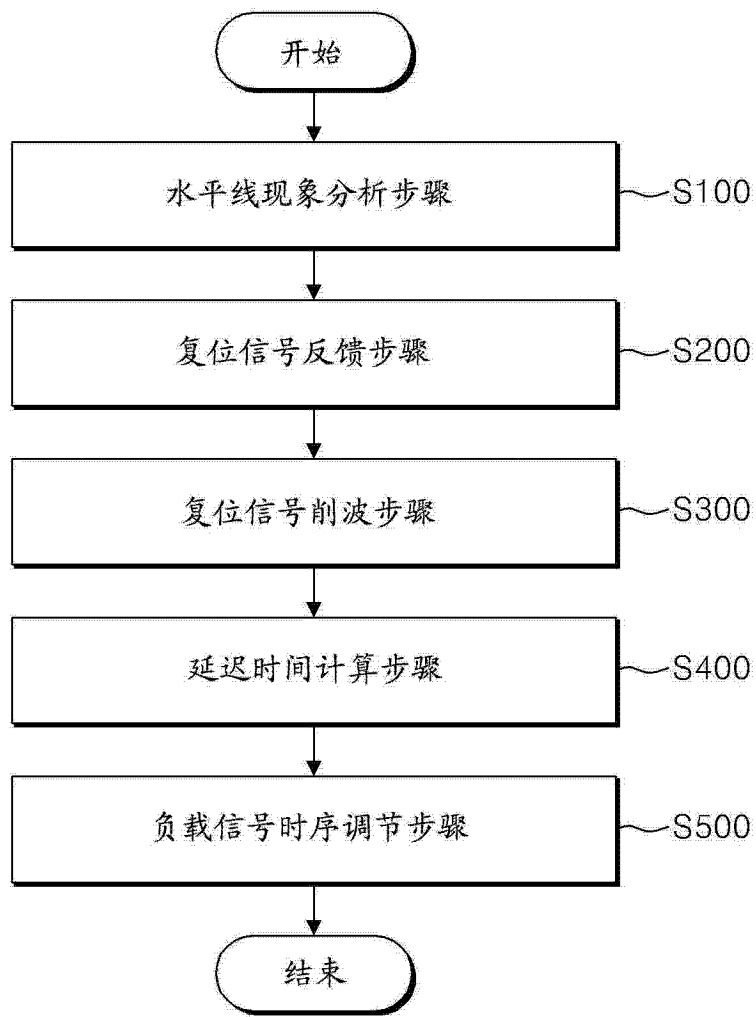 开始
水平线现象分析步骤
S100
复位信号反馈步骤
S200
复位信号削波步骤
S300
延迟时间计算步骤
S400
负载信号时序调节步骤
S500
结束